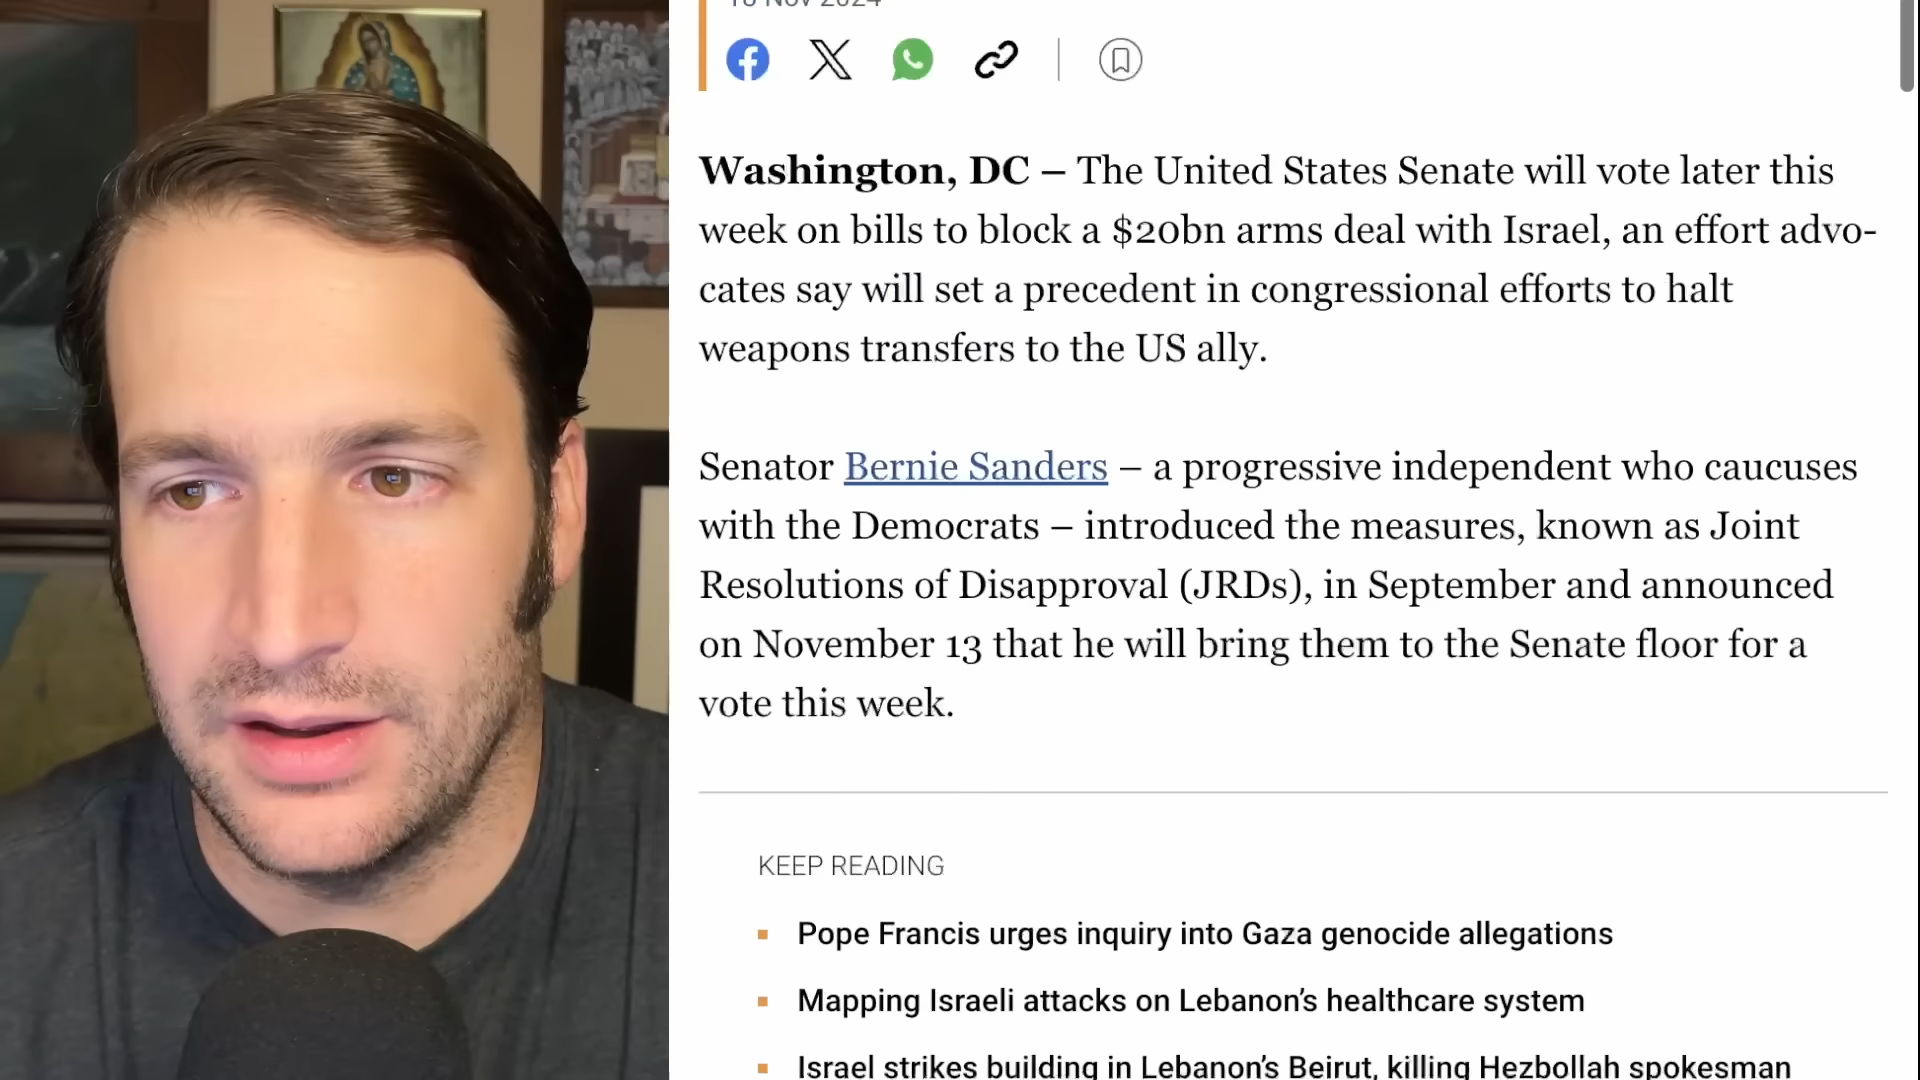 18 Nov 2024
Washington, DC – The United States Senate will vote later this
week on bills to block a $20bn arms deal with Israel, an effort advo-
cates say will set a precedent in congressional efforts to halt
weapons transfers to the US ally.
Senator Bernie Sanders – a progressive independent who caucuses
with the Democrats – introduced the measures, known as Joint
Resolutions of Disapproval (JRDs), in September and announced
on November 13 that he will bring them to the Senate floor for a
vote this week.
KEEP READING
Pope Francis urges inquiry into Gaza genocide allegations
Mapping Israeli attacks on Lebanon’s healthcare system
Israel strikes building in Lebanon’s Beirut, killing Hezbollah spokesman